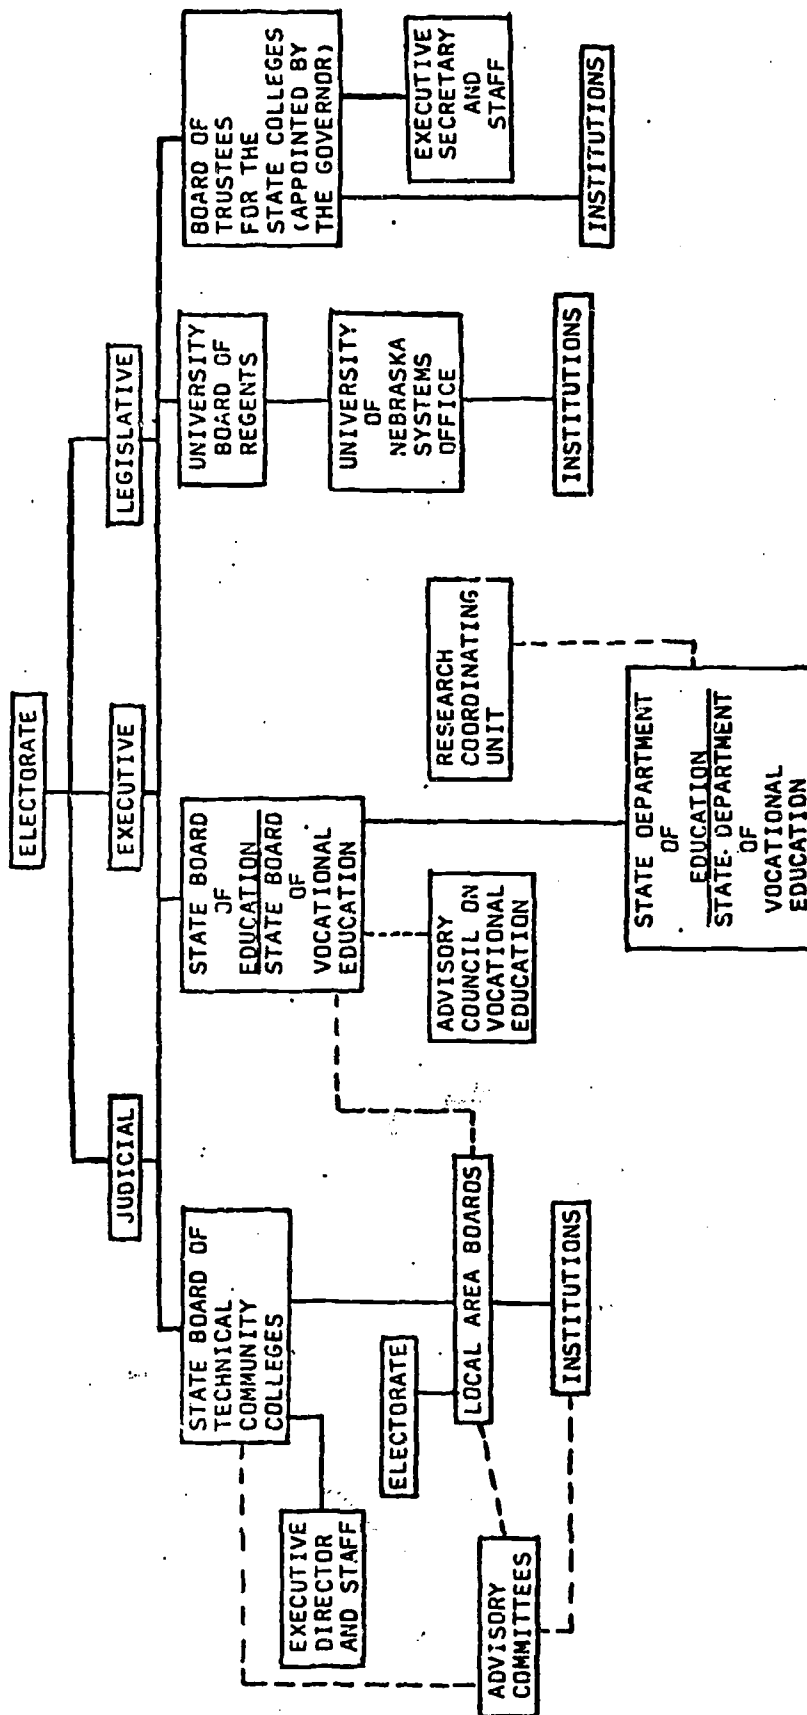 ELECTORATE
JUDICIAL
EXECUTIVE
LEGISLATIVE
STATE BOARD OF
TECHNICAL
COMMUNITY
COLLEGES
STATE BOARD
OF
EDUCATION
STATE BOARD
OF
VOCATIONAL
EDUCATION
UNIVERSITY
BOARD OF
REGENTS
BOARD OF
TRUSTEES
FOR THE
STATE COLLEGES
(APPOINTED BY
THE GOVERNOR)
EXECUTIVE
DIRECTOR
AND STAFF
ELECTORATE
LOCAL AREA BOARDS
ADVISORY
COUNCIL ON
VOCATIONAL
EDUCATION
RESEARCH
COORDINATING
UNIT
UNIVERSITY
OF
NEBRASKA
SYSTEMS
OFFICE
EXECUTIVE
SECRETARY
AND
STAFF
ADVISORY
COMMITTEES
INSTITUTIONS
STATE DEPARTMENT
OF
EDUCATION
STATE DEPARTMENT
OF
VOCATIONAL
EDUCATION
INSTITUTIONS
INSTITUTIONS